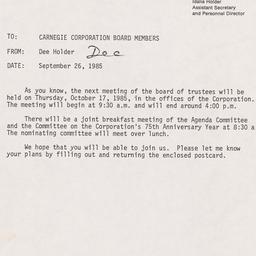 Idalia Holder
Assistant Secretary
and Personnel Director
TO: CARNEGIE CORPORATION BOARD MEMBERS
FROM: Dee Holder Dee
DATE: September 26, 1985
As you know, the next meeting of the board of trustees will be
held on Thursday, October 17, 1985, in the offices of the Corporation.
The meeting will begin at 9:30 a.m. and will end around 4:00 p.m.
There will be a joint breakfast meeting of the Agenda Committee
and the Committee on the Corporation's 75th Anniversary Year at 8:30 a
The nominating committee will meet over lunch.
We hope that you will be able to join us. Please let me know
your plans by filling out and returning the enclosed postcard.